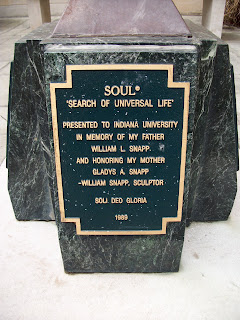 SOUL®
'SEARCH OF UNIVERSAL LIFE'
PRESENTED TO INDIANA UNIVERSITY
IN MEMORY OF MY FATHER
WILLIAM L. SNAPP
AND HONORING MY MOTHER
GLADYS A. SNAPP
-WILLIAM SNAPP, SCULPTOR
SOLI DEO GLORIA
1989